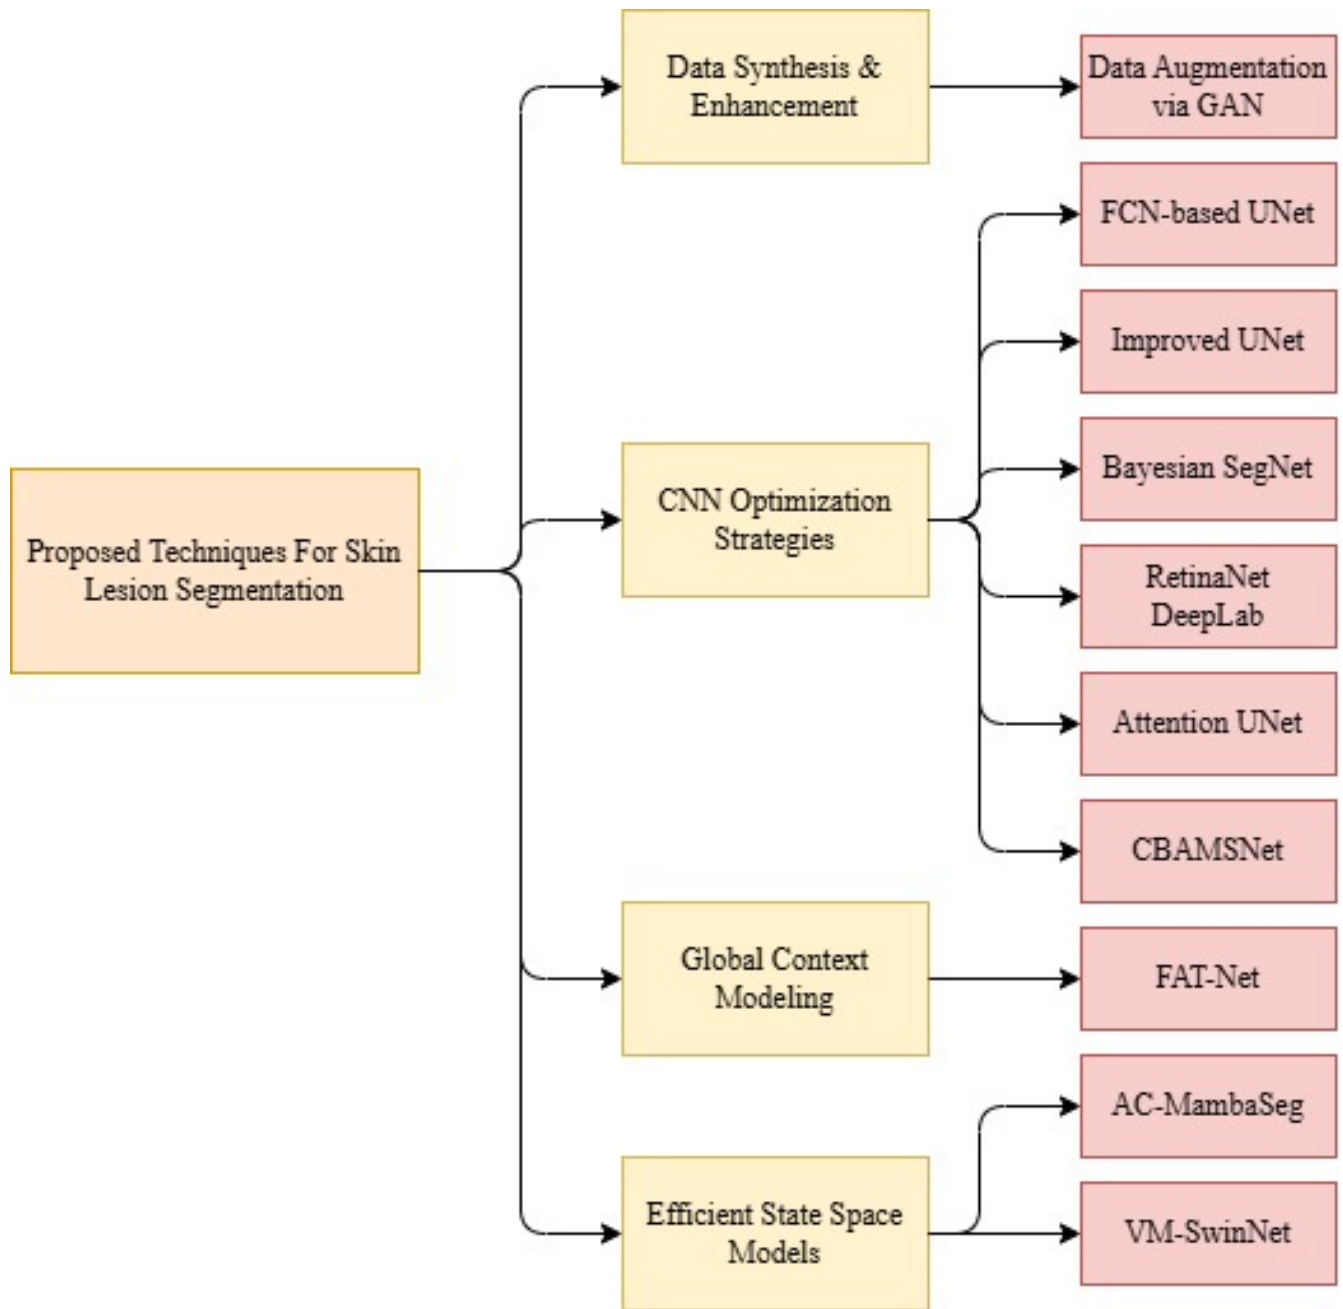 Proposed Techniques For Skin
Lesion Segmentation
Data Synthesis &
Enhancement
Data Augmentation
via GAN
CNN Optimization
Strategies
FCN-based UNet
Improved UNet
Bayesian SegNet
RetinaNet
DeepLab
Attention UNet
CBAMSNet
Global Context
Modeling
FAT-Net
Efficient State Space
Models
AC-MambaSeg
VM-SwinNet